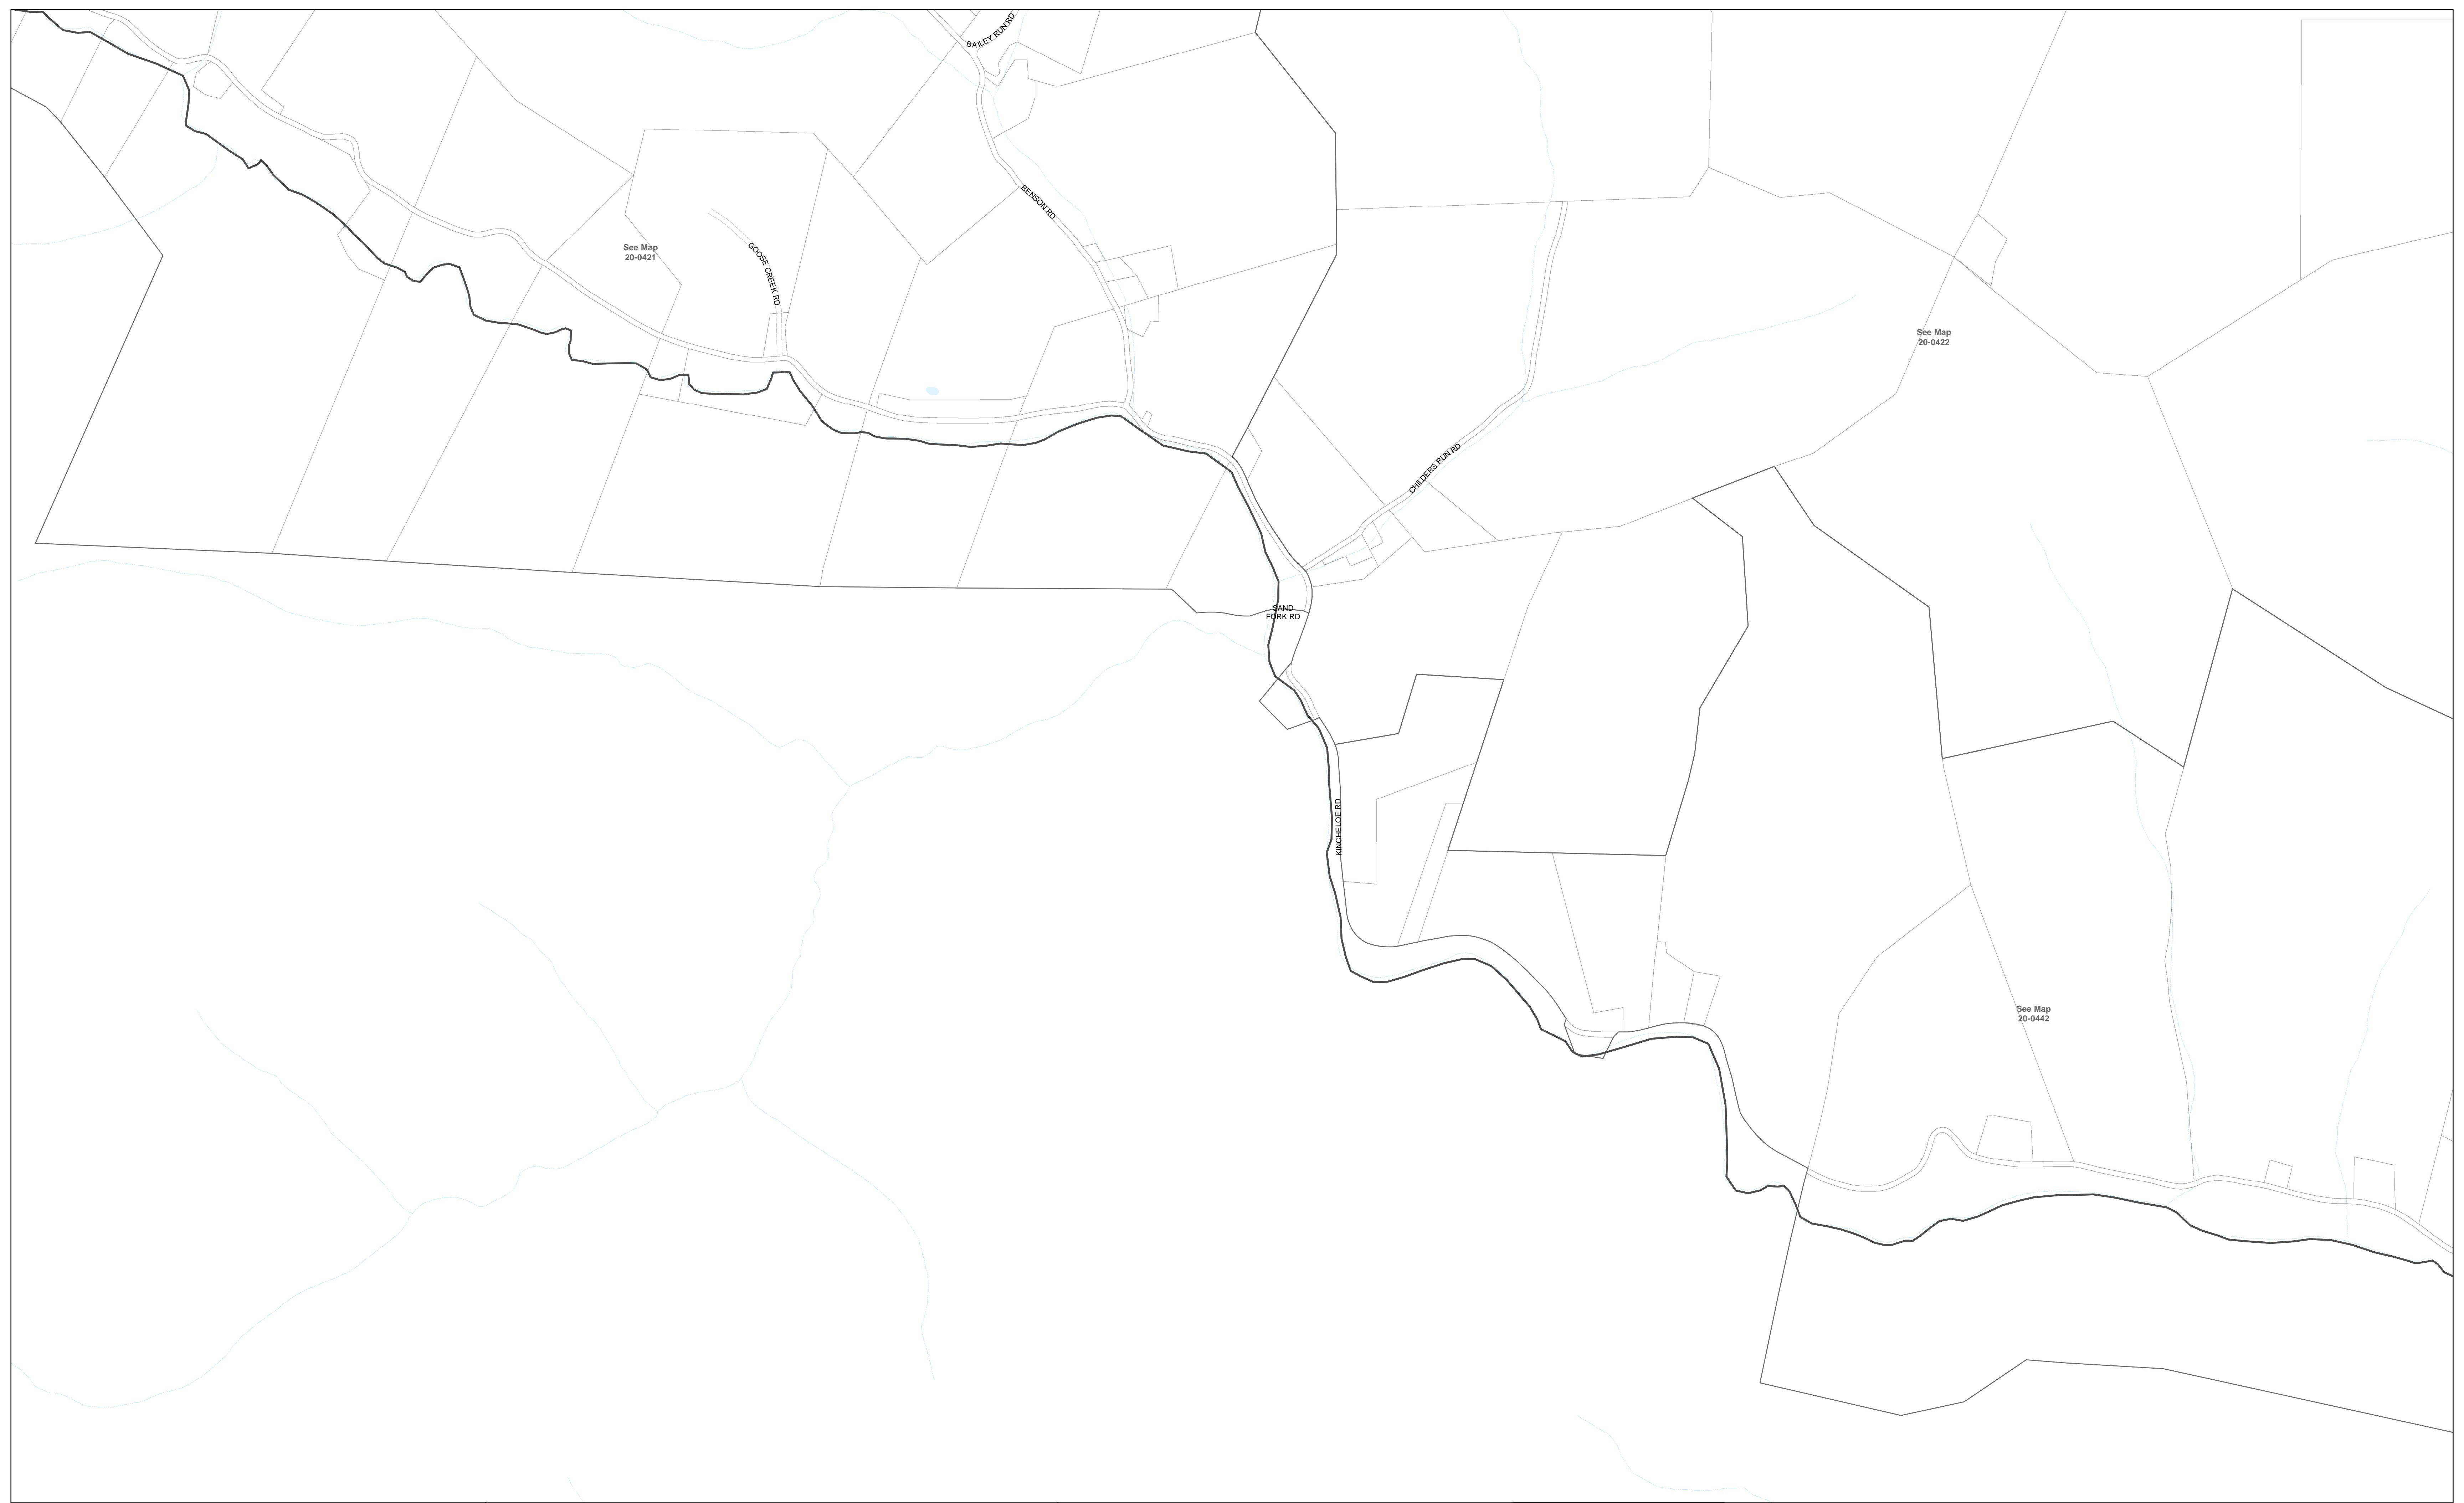 BAILEY RUN RD
BENSON RD
See Map
20-0421
GOOSE CREEK RD
See Map
20-0422
CHILDERS RUN RD
SAND
FORK RD
KINCHELOE RD
See Map
20-0442